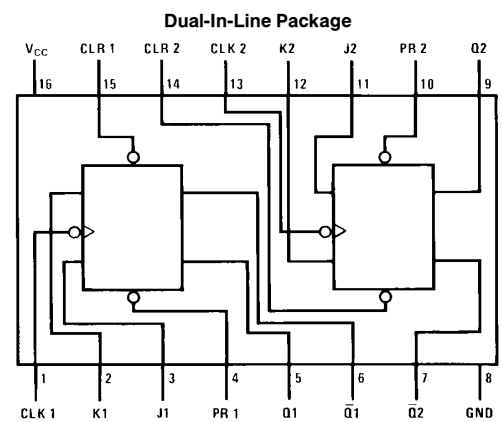 Dual-In-Line Package
VCC CLR 1 CLR 2 CLK 2 K2 J2 PR 2 Q2
16 15 14 13 12 11 10 9
1 2 3 4 5 6 7 8
CLK 1 K1 J1 PR 1 Q1 Q̄1 Q̄2 GND